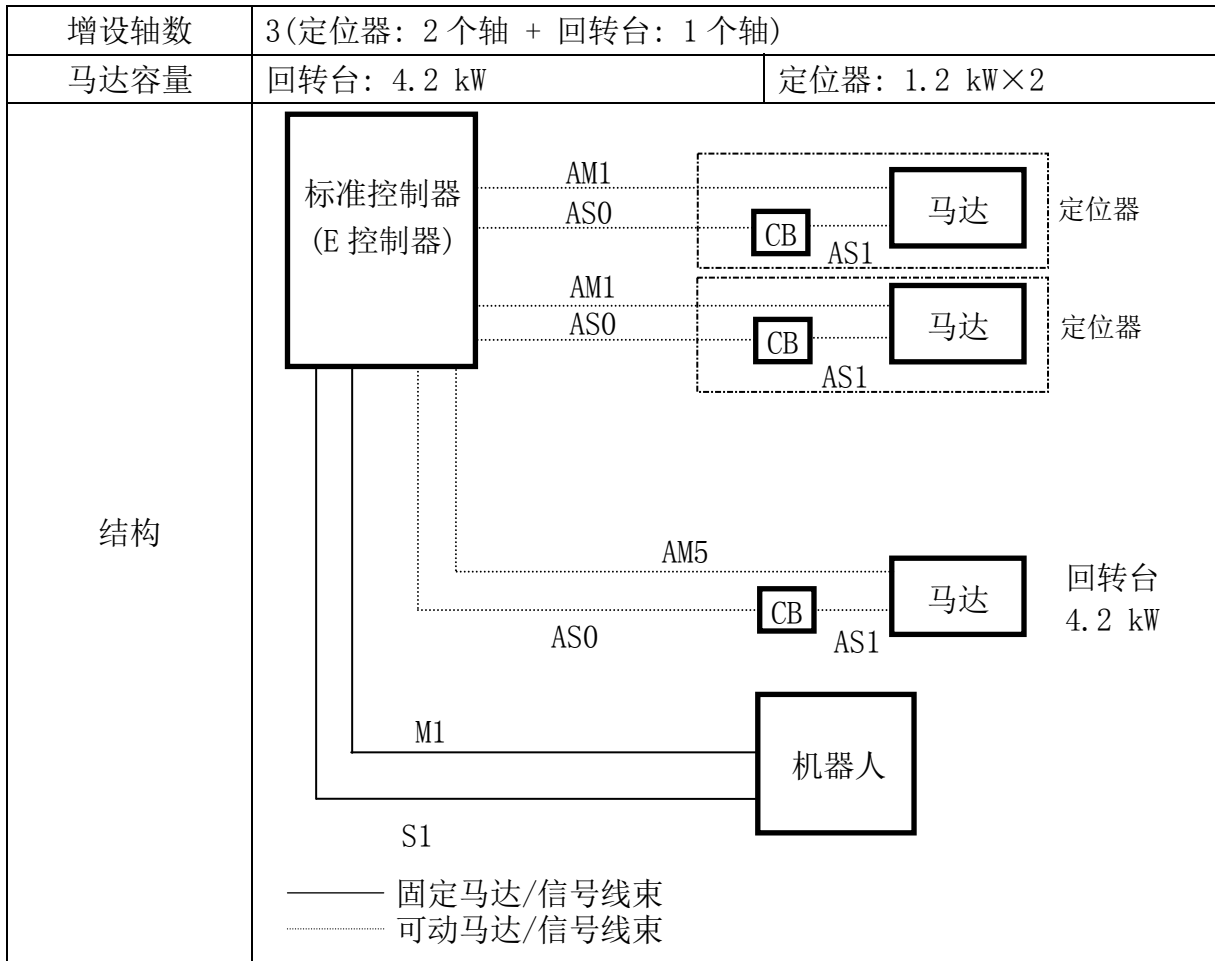 增设轴数
3(定位器: 2个轴 + 回转台: 1个轴)
马达容量
回转台: 4.2 kW
定位器: 1.2 kW×2
结构
标准控制器
(E控制器)
AM1
AS0
CB
AS1
马达
定位器
AM1
AS0
CB
AS1
马达
定位器
AM5
AS0
CB
AS1
马达
回转台
4.2 kW
M1
S1
机器人
固定马达/信号线束
可动马达/信号线束